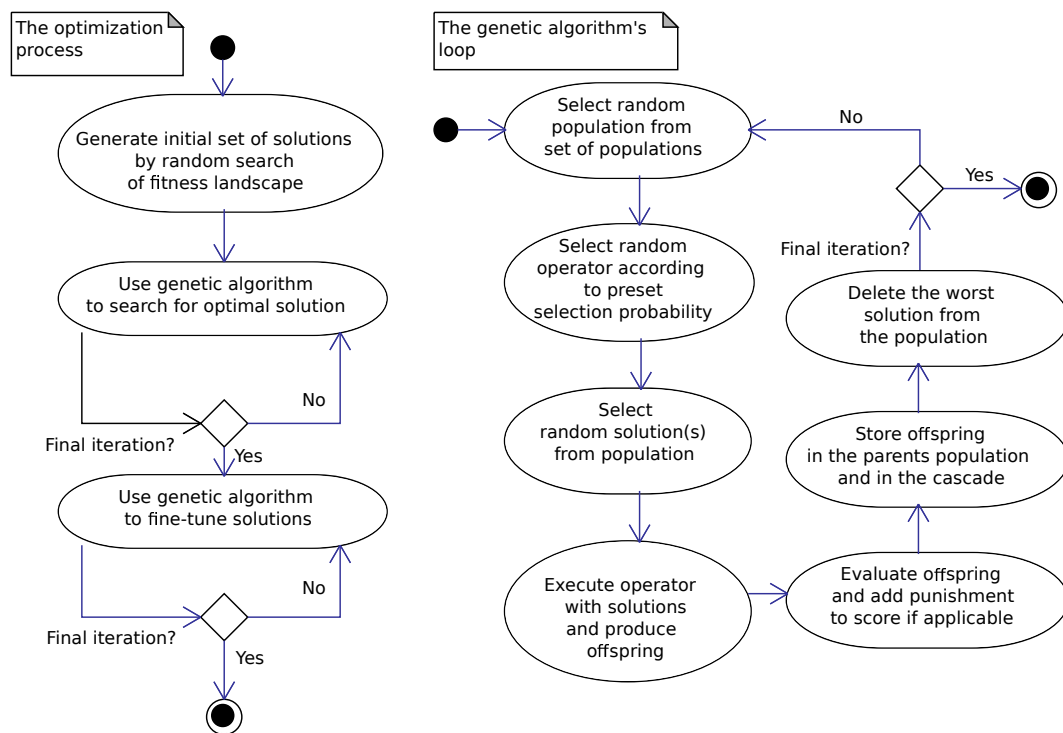 The optimization
process
Generate initial set of solutions
by random search
of fitness landscape
Use genetic algorithm
to search for optimal solution
No
Final iteration?
Yes
Use genetic algorithm
to fine-tune solutions
No
Final iteration?
Yes
The genetic algorithm's
loop
Select random
population from
set of populations
Select random
operator according
to preset
selection probability
Select
random solution(s)
from population
Execute operator
with solutions
and produce
offspring
Evaluate offspring
and add punishment
to score if applicable
Store offspring
in the parents population
and in the cascade
Delete the worst
solution from
the population
Final iteration?
No
Yes